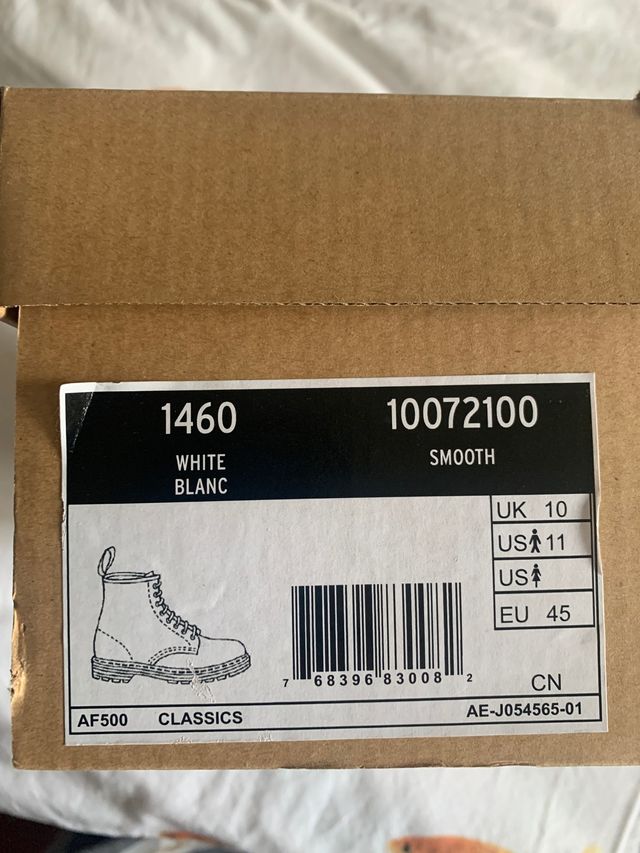 1460
10072100
WHITE
SMOOTH
BLANC
UK 10
US 11
US
EU 45
7 68396 83008 2
CN
AF500 CLASSICS
AE-J054565-01